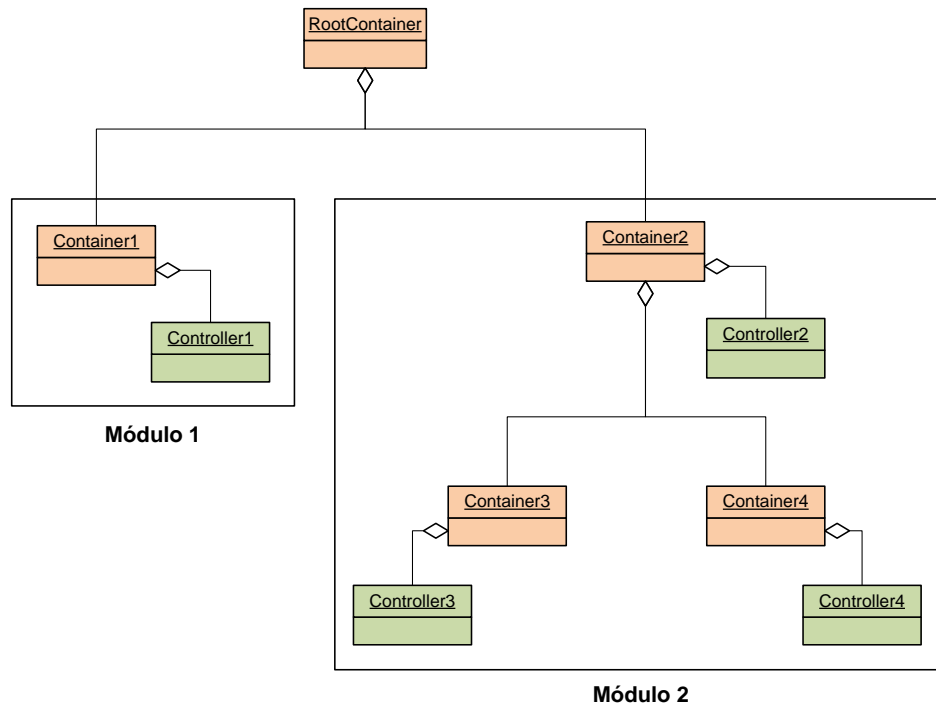 RootContainer
Container1
Controller1
Módulo 1
Container2
Controller2
Container3
Container4
Controller3
Controller4
Módulo 2